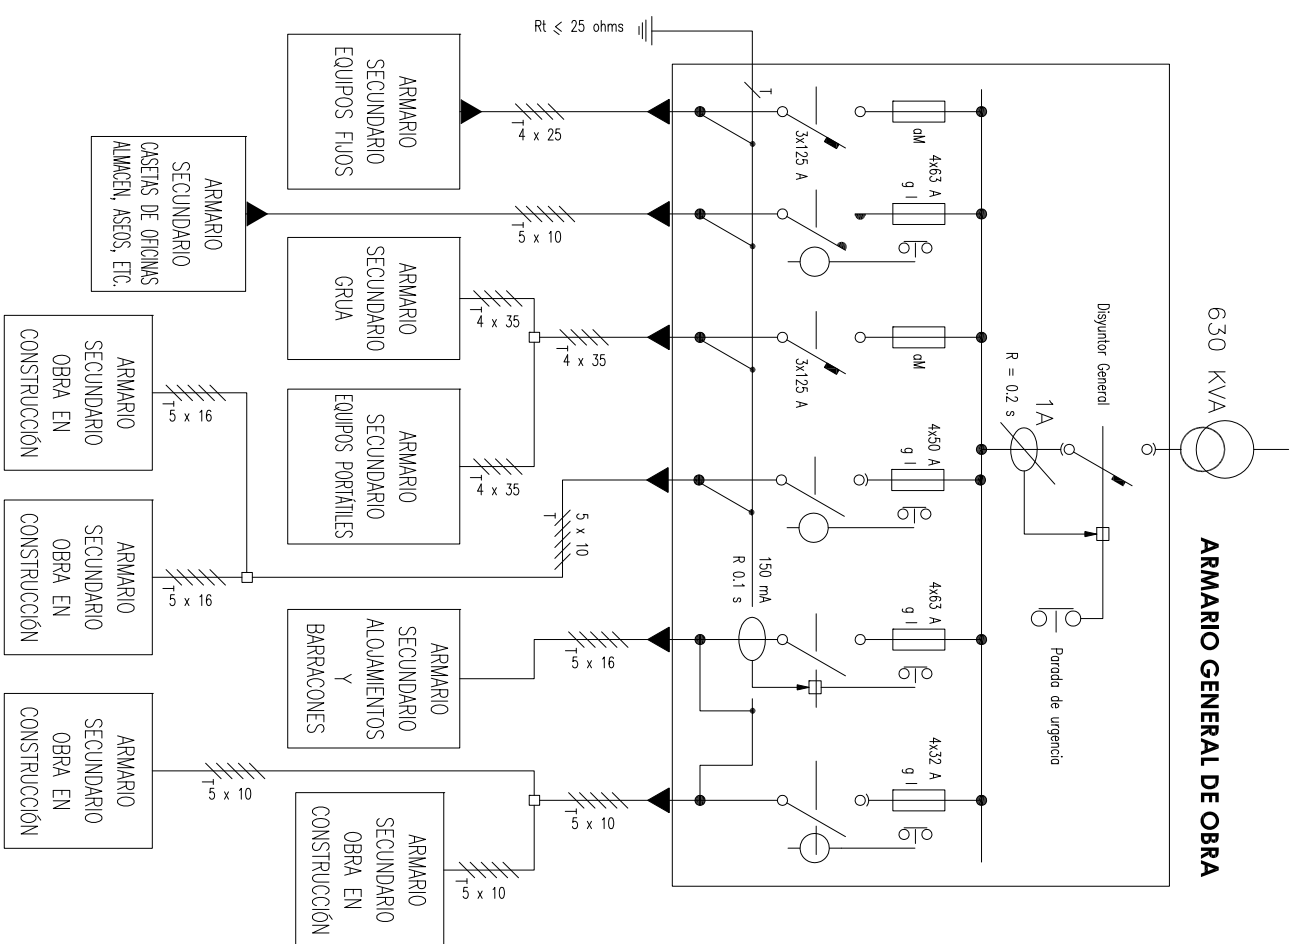 ARMARIO GENERAL DE OBRA
630 KVA
Disyuntor General
Parada de urgencia
1A
R = 0.2 s
aM
4x63 A
g I
aM
4x50 A
g I
4x63 A
g I
4x32 A
g I
3x125 A
3x125 A
150 mA
R 0.1 s
T
Rt ⩽ 25 ohms
T 4 x 25
T 5 x 10
T 4 x 35
5 x 10
T
T 5 x 16
T 5 x 10
T 4 x 35
T 4 x 35
T 5 x 10
ARMARIO
SECUNDARIO
EQUIPOS FIJOS
ARMARIO
SECUNDARIO
GRUA
ARMARIO
SECUNDARIO
EQUIPOS PORTÁTILES
ARMARIO
SECUNDARIO
ALOJAMIENTOS
Y
BARRACONES
ARMARIO
SECUNDARIO
OBRA EN
CONSTRUCCIÓN
ARMARIO
SECUNDARIO
CASETAS DE OFICINAS
ALMACEN, ASEOS, ETC.
T 5 x 16
T 5 x 16
T 5 x 10
ARMARIO
SECUNDARIO
OBRA EN
CONSTRUCCIÓN
ARMARIO
SECUNDARIO
OBRA EN
CONSTRUCCIÓN
ARMARIO
SECUNDARIO
OBRA EN
CONSTRUCCIÓN